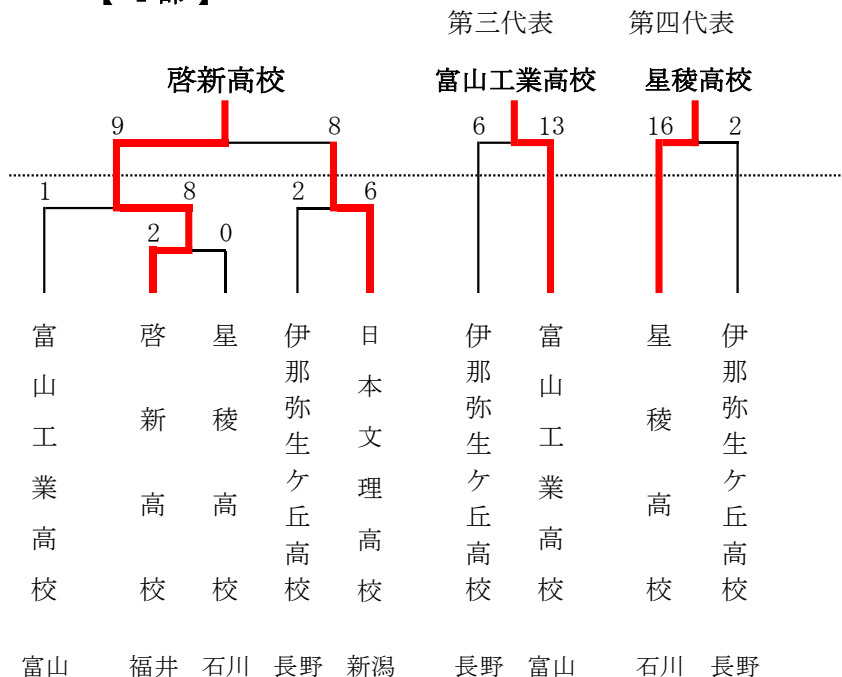 第三代表 第四代表
啓新高校 富山工業高校 星稜高校
9 8 6 13 16 2
1 8 2 6
2 0
富山工業高校 啓新高校 星稜高校 伊那弥生ケ丘高校 日本文理高校 伊那弥生ケ丘高校 富山工業高校 星稜高校 伊那弥生ケ丘高校
富山 福井 石川 長野 新潟 長野 富山 石川 長野